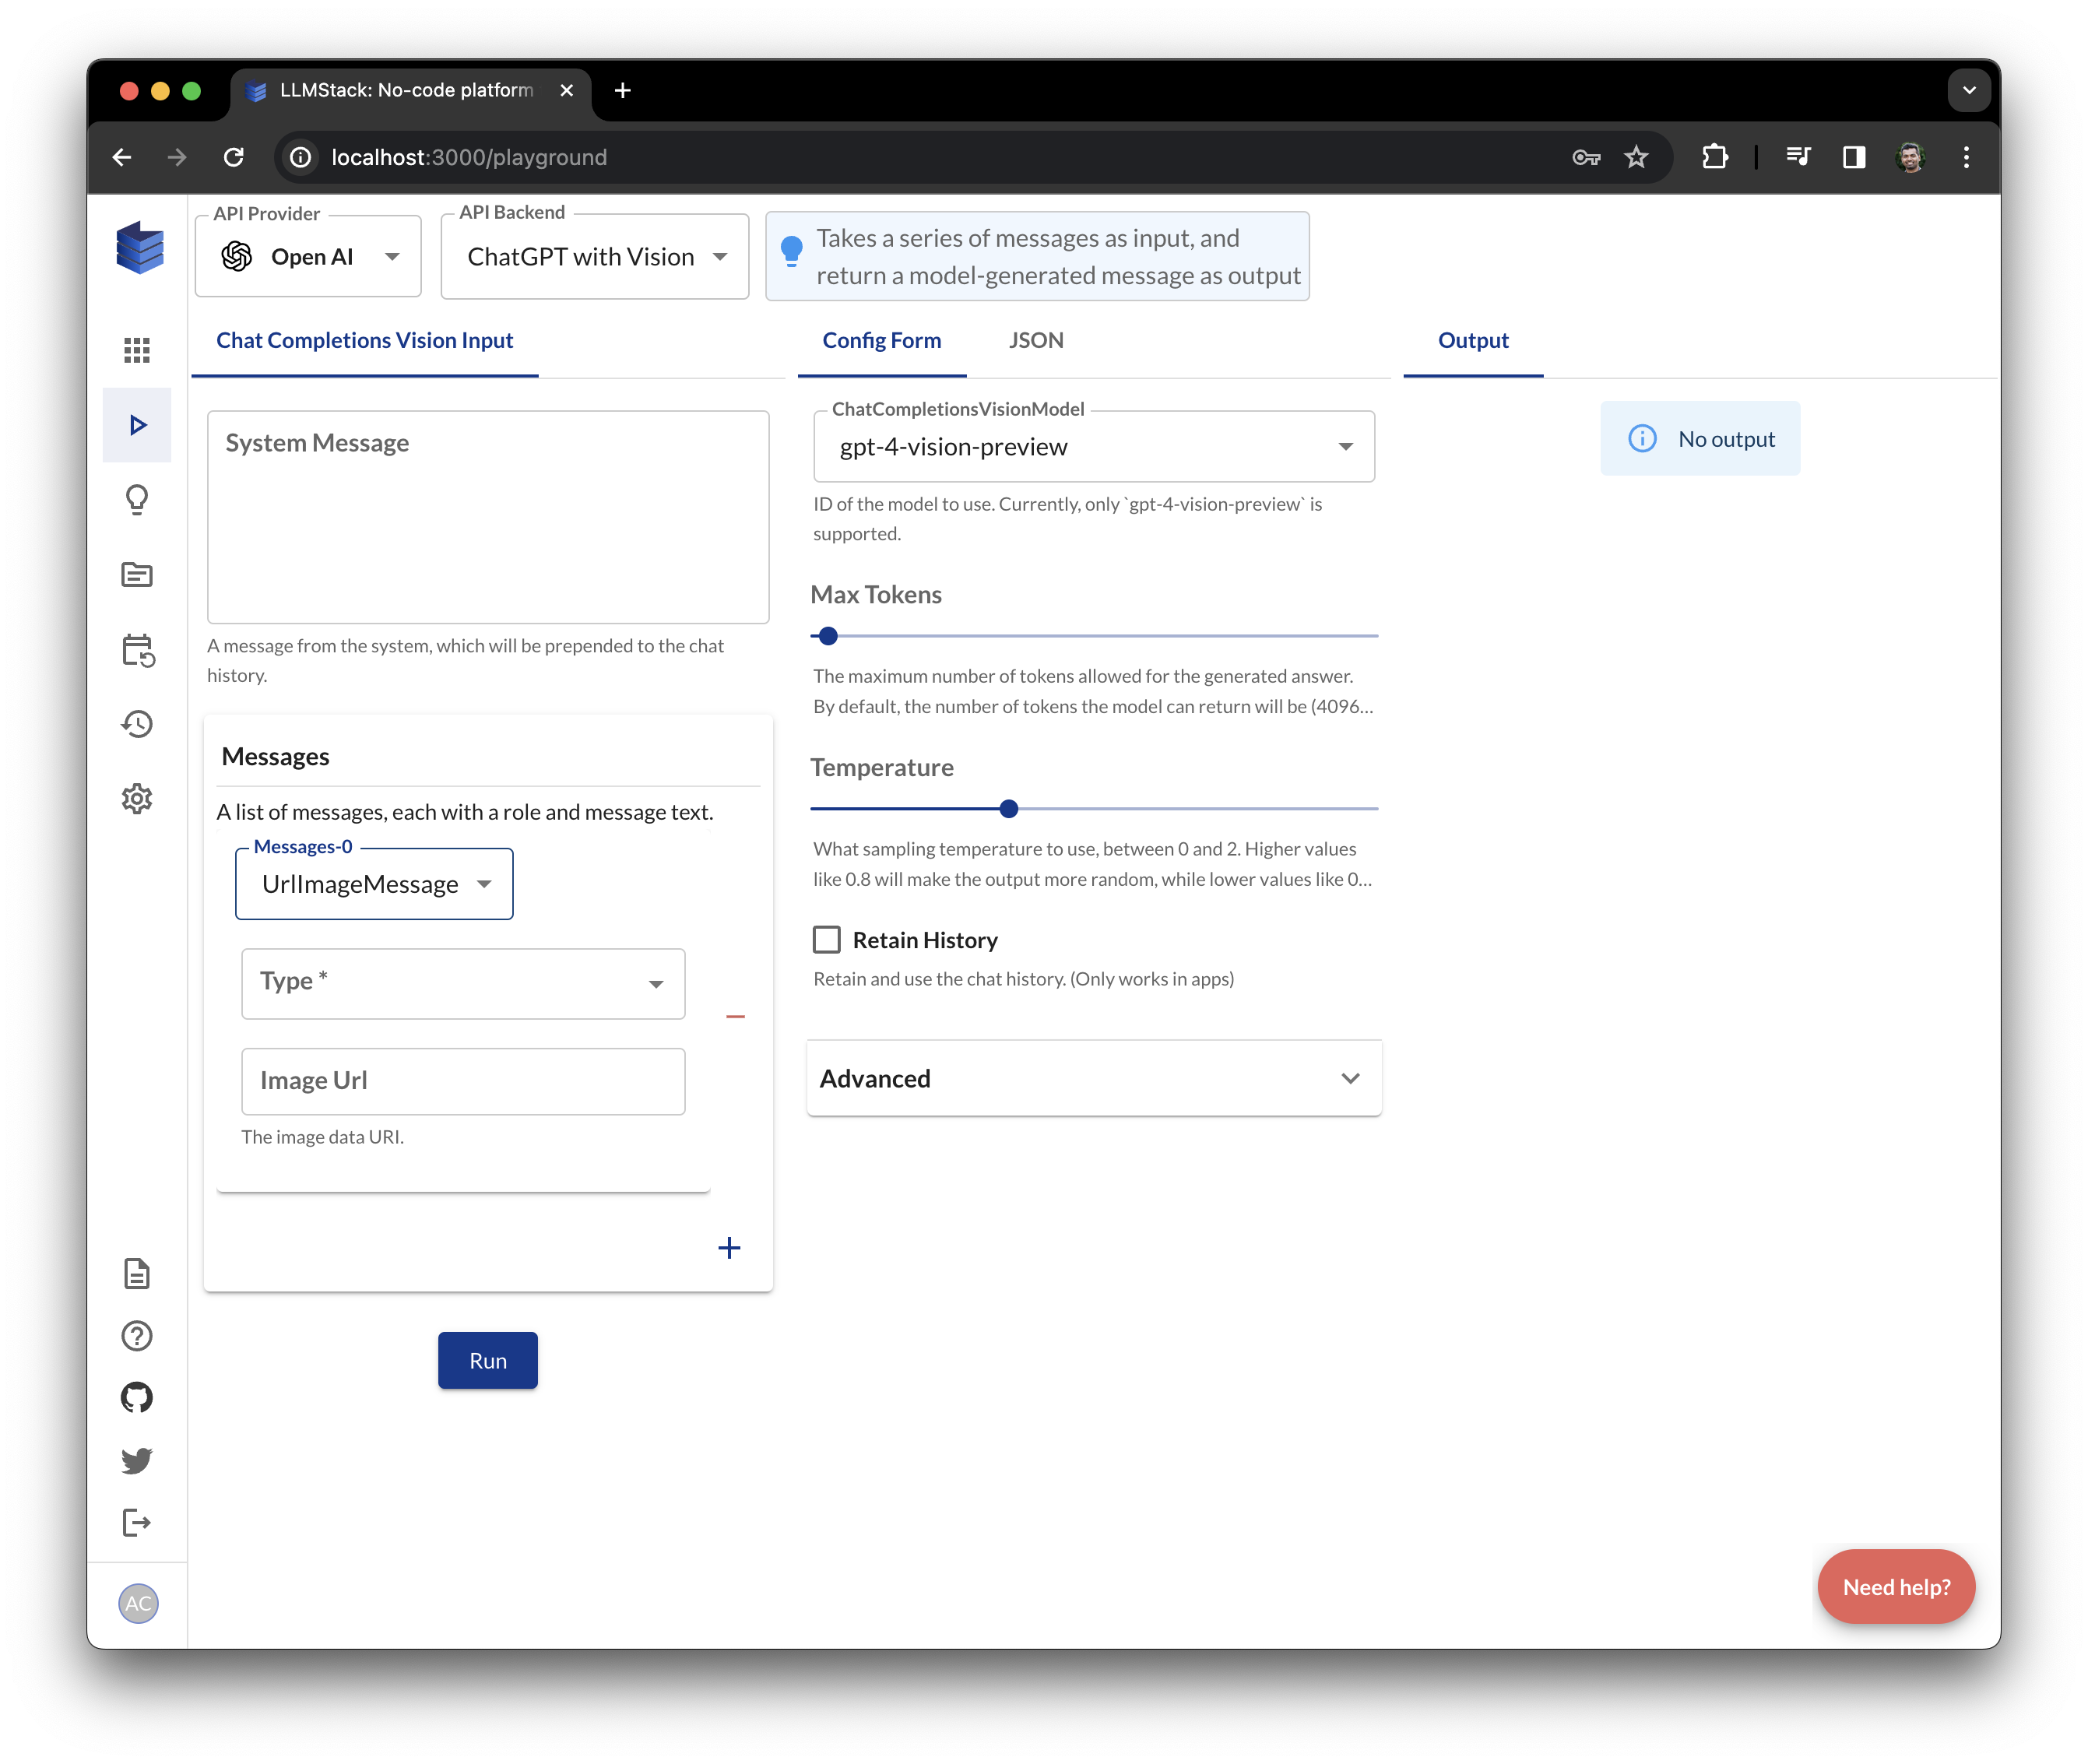 LLMStack: No-code platform
localhost:3000/playground
API Provider
Open AI
API Backend
ChatGPT with Vision
Takes a series of messages as input, and
return a model-generated message as output
Chat Completions Vision Input
Config Form
JSON
Output
System Message
A message from the system, which will be prepended to the chat
history.
Messages
A list of messages, each with a role and message text.
Messages-0
UrlImageMessage
Type *
Image Url
The image data URI.
Run
ChatCompletionsVisionModel
gpt-4-vision-preview
ID of the model to use. Currently, only `gpt-4-vision-preview` is
supported.
Max Tokens
The maximum number of tokens allowed for the generated answer.
By default, the number of tokens the model can return will be (4096...
Temperature
What sampling temperature to use, between 0 and 2. Higher values
like 0.8 will make the output more random, while lower values like 0...
Retain History
Retain and use the chat history. (Only works in apps)
Advanced
No output
AC
Need help?